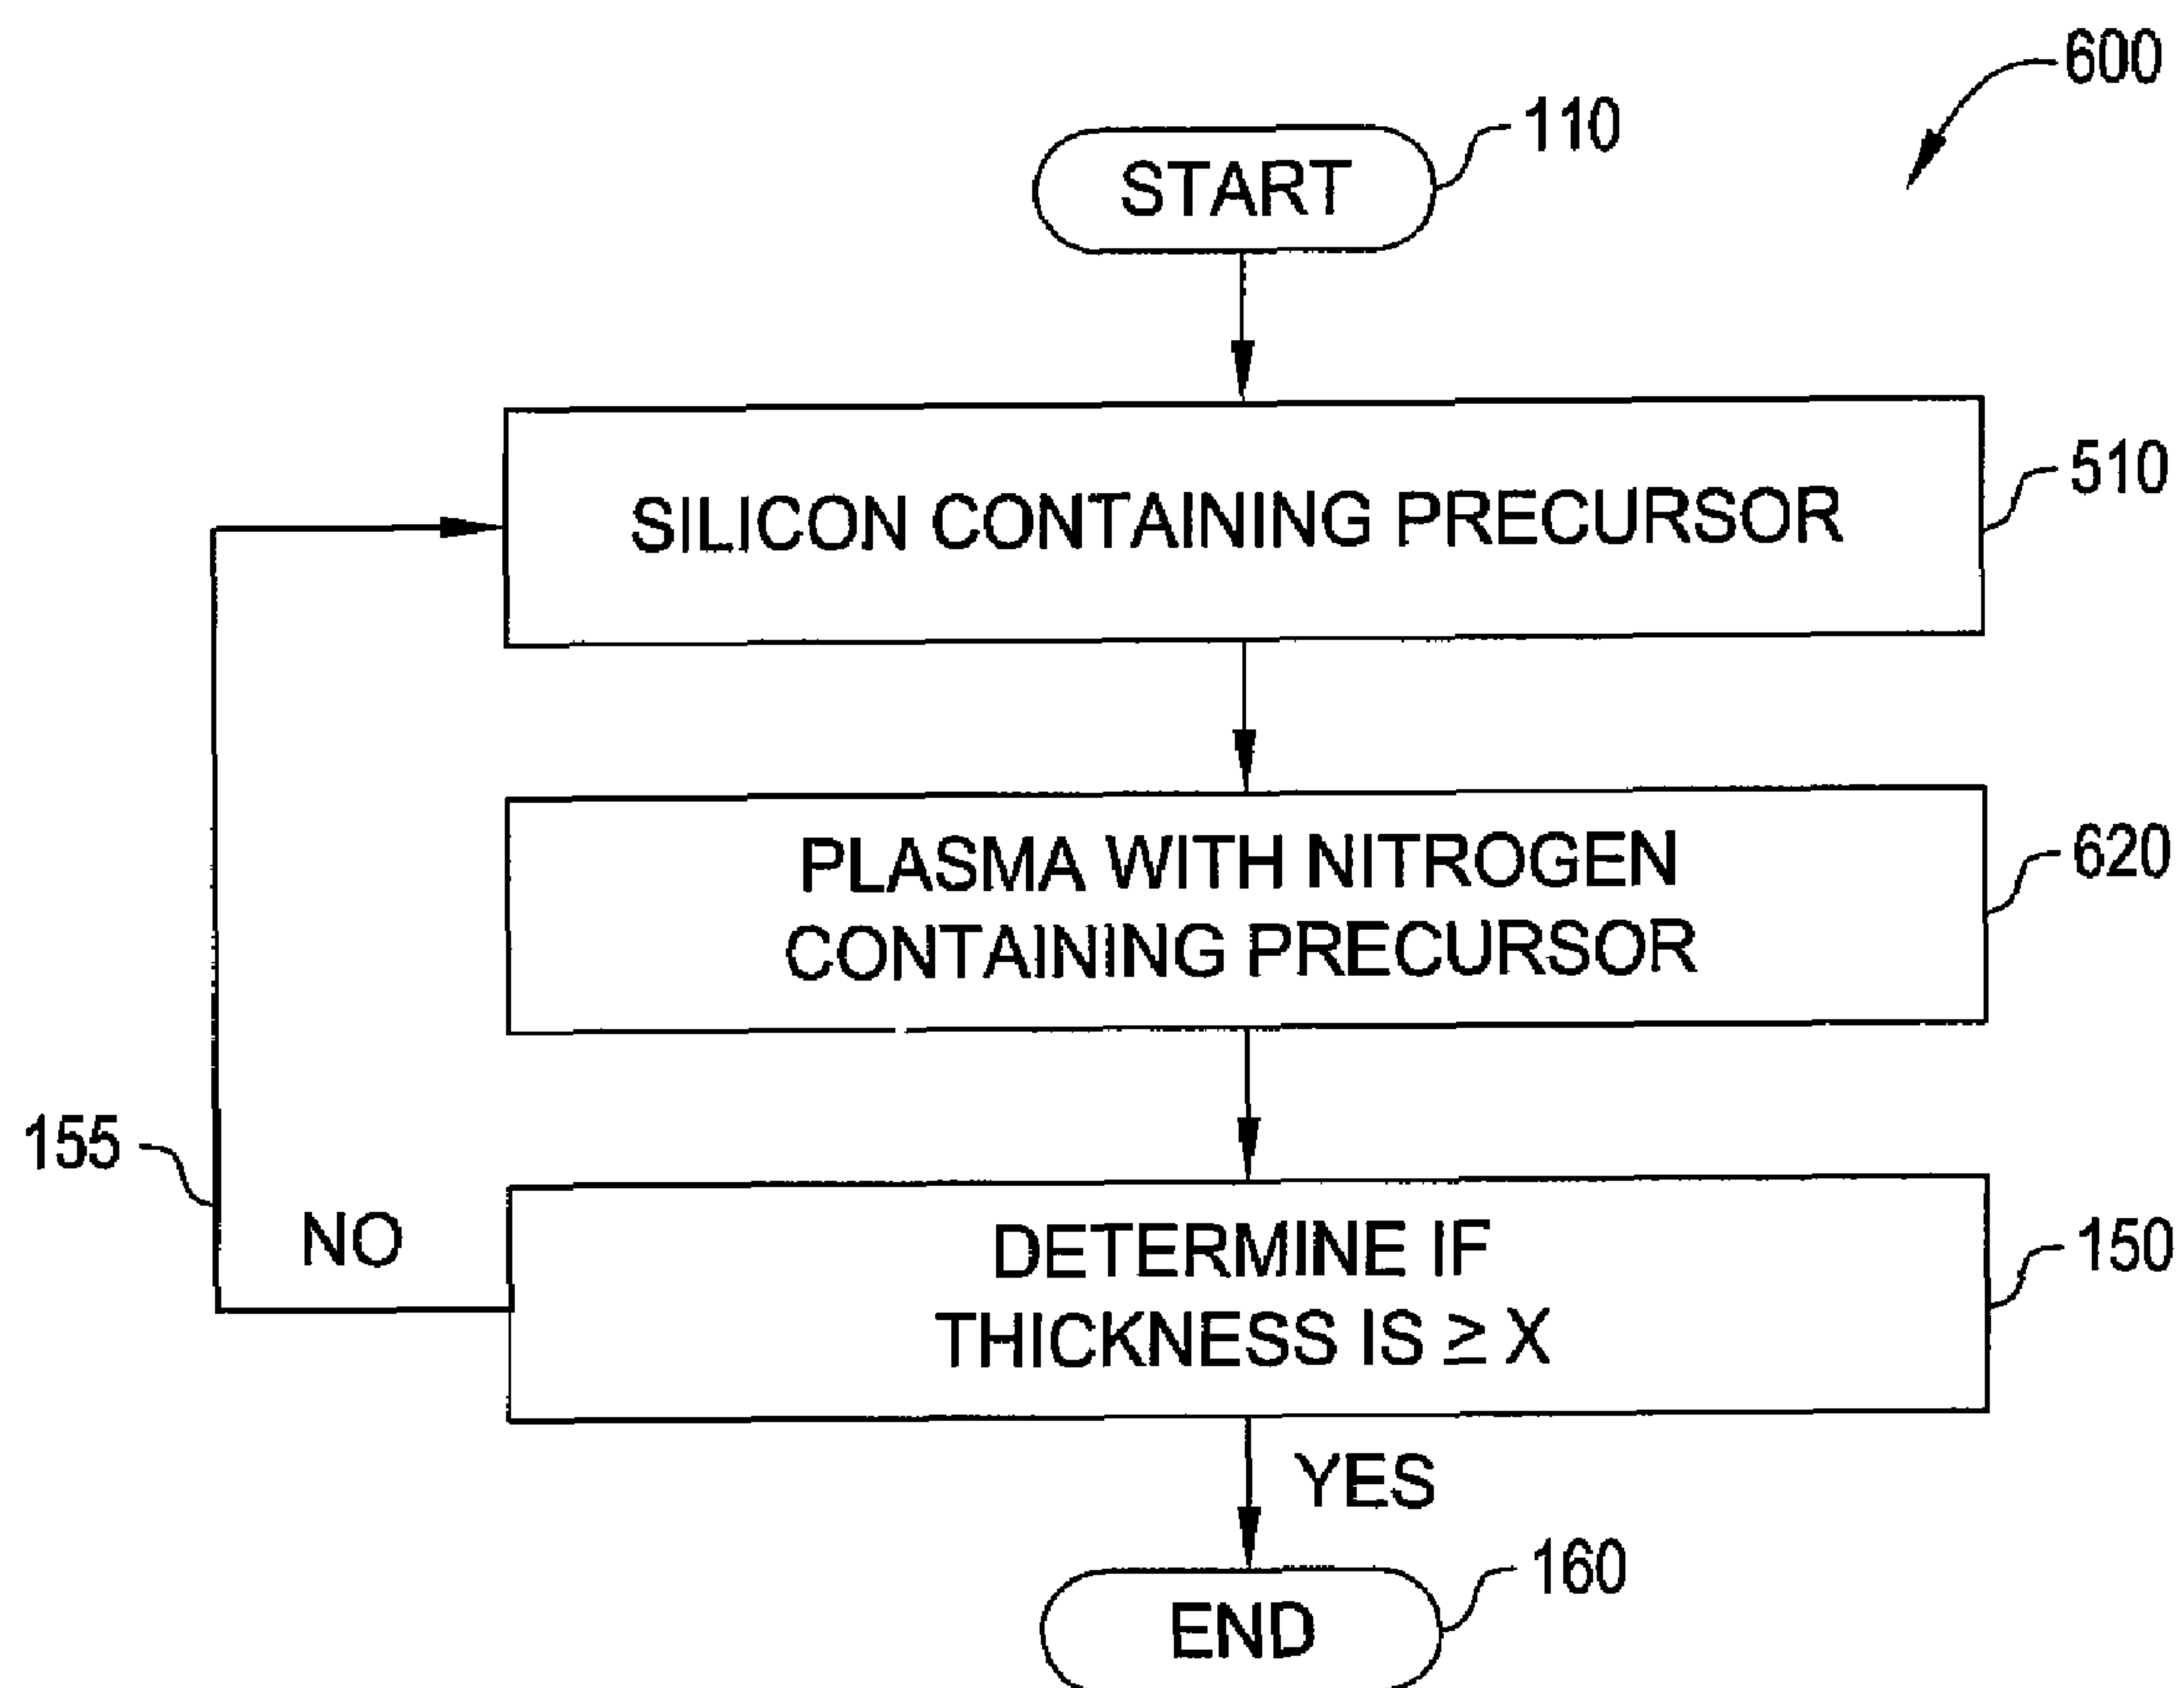 600
110
START
SILICON CONTAINING PRECURSOR
510
PLASMA WITH NITROGEN
CONTAINING PRECURSOR
620
155
NO
DETERMINE IF
THICKNESS IS ≥ X
150
YES
160
END